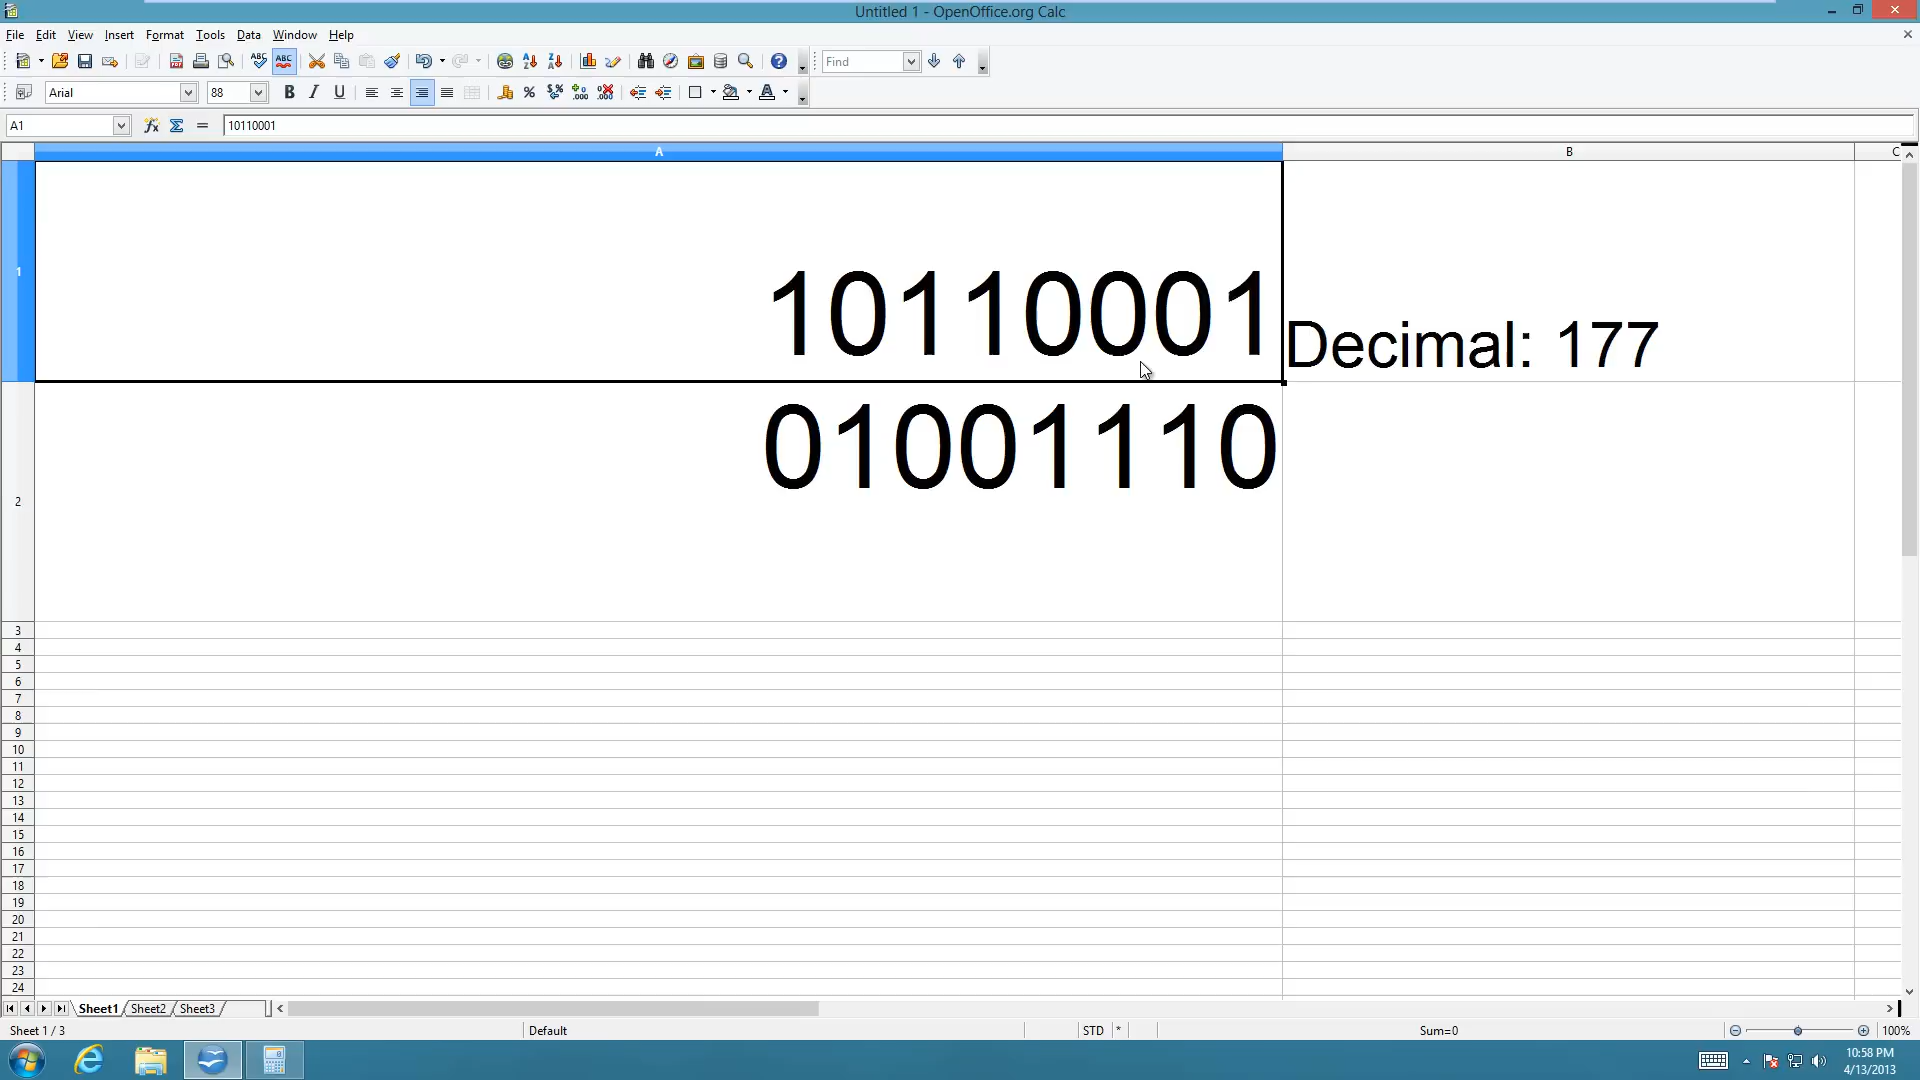 Untitled 1 - OpenOffice.org Calc
File Edit View Insert Format Tools Data Window Help
ABC ABC Find
Arial 88 B I U
A1 10110001
A B C
1 10110001 Decimal: 177
2 01001110
3
4
5
6
7
8
9
10
11
12
13
14
15
16
17
18
19
20
21
22
23
24
Sheet1 Sheet2 Sheet3
Sheet 1 / 3 Default STD * Sum=0 100%
10:58 PM
4/13/2013